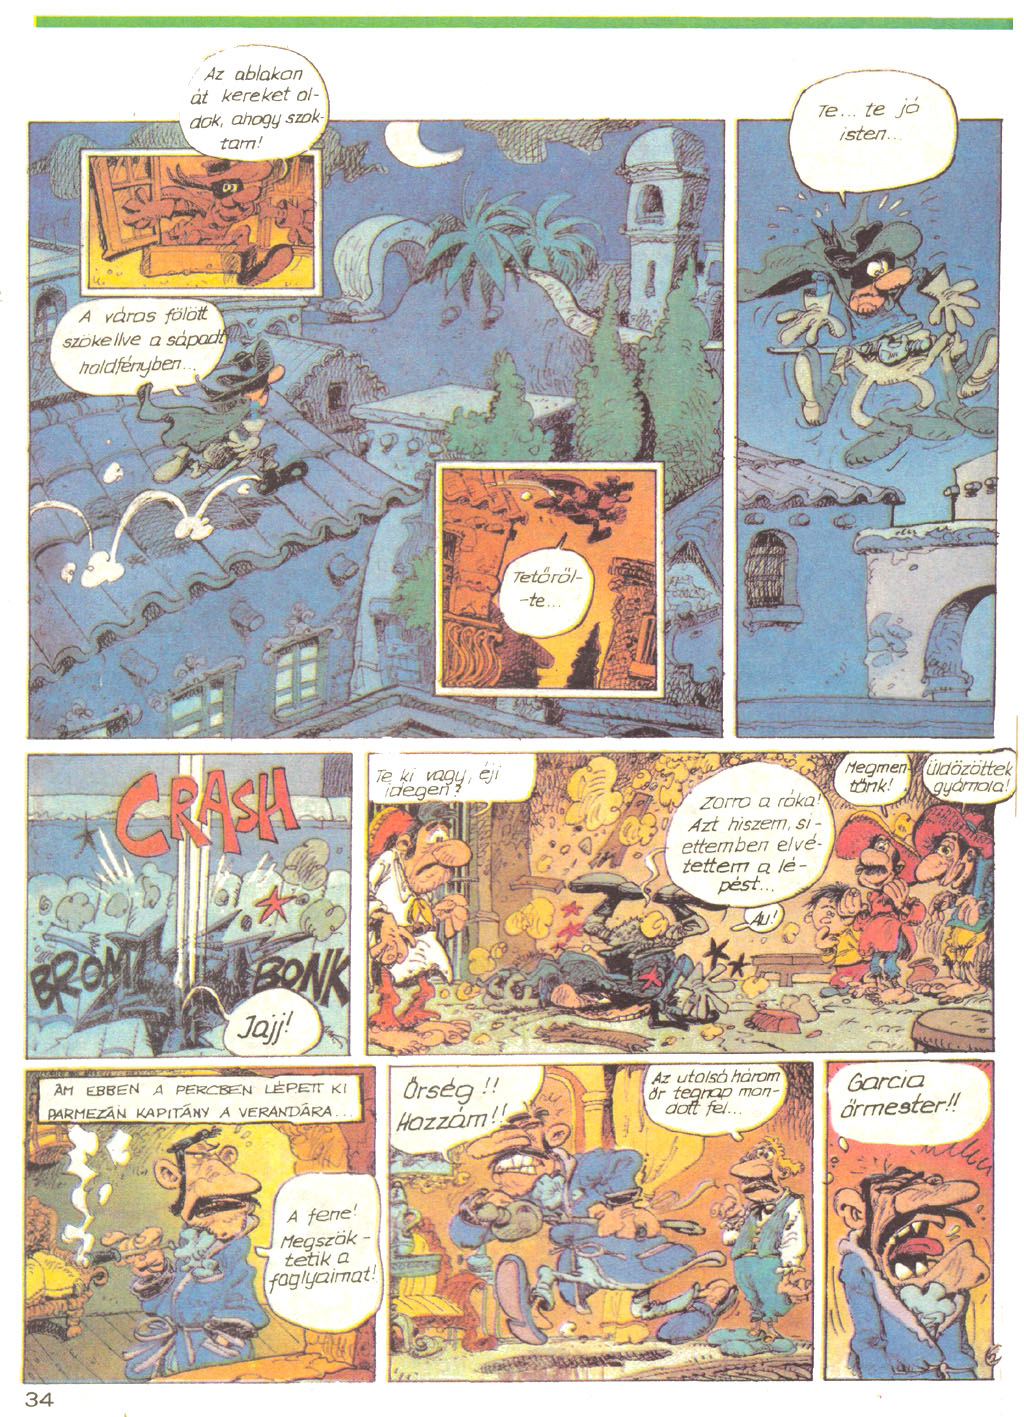 Az ablakon
át kereket ol-
dok, ahogy szok-
tam!
A város fölött
szökellve a sápadt
holdfényben...
Tetőről-
-te...
Te... te jó
isten...
CRASH
BROM
BONK
Jajj!
Te ki vagy, éji
idegen?
Zorro a róka!
Azt hiszem, si-
ettemben elvé-
tettem a lé-
pést...
Au!
Megmen-
tőnk!
Üldözöttek
gyámola!
ÁM EBBEN A PERCBEN LÉPETT KI
PARMEZÁN KAPITÁNY A VERANDÁRA...
A fene!
Megszök-
tetik a
foglyaimat!
Őrség!!
Hozzám!!
Az utolsó három
őr tegnap mon-
dott fel...
Garcia
őrmester!!
34